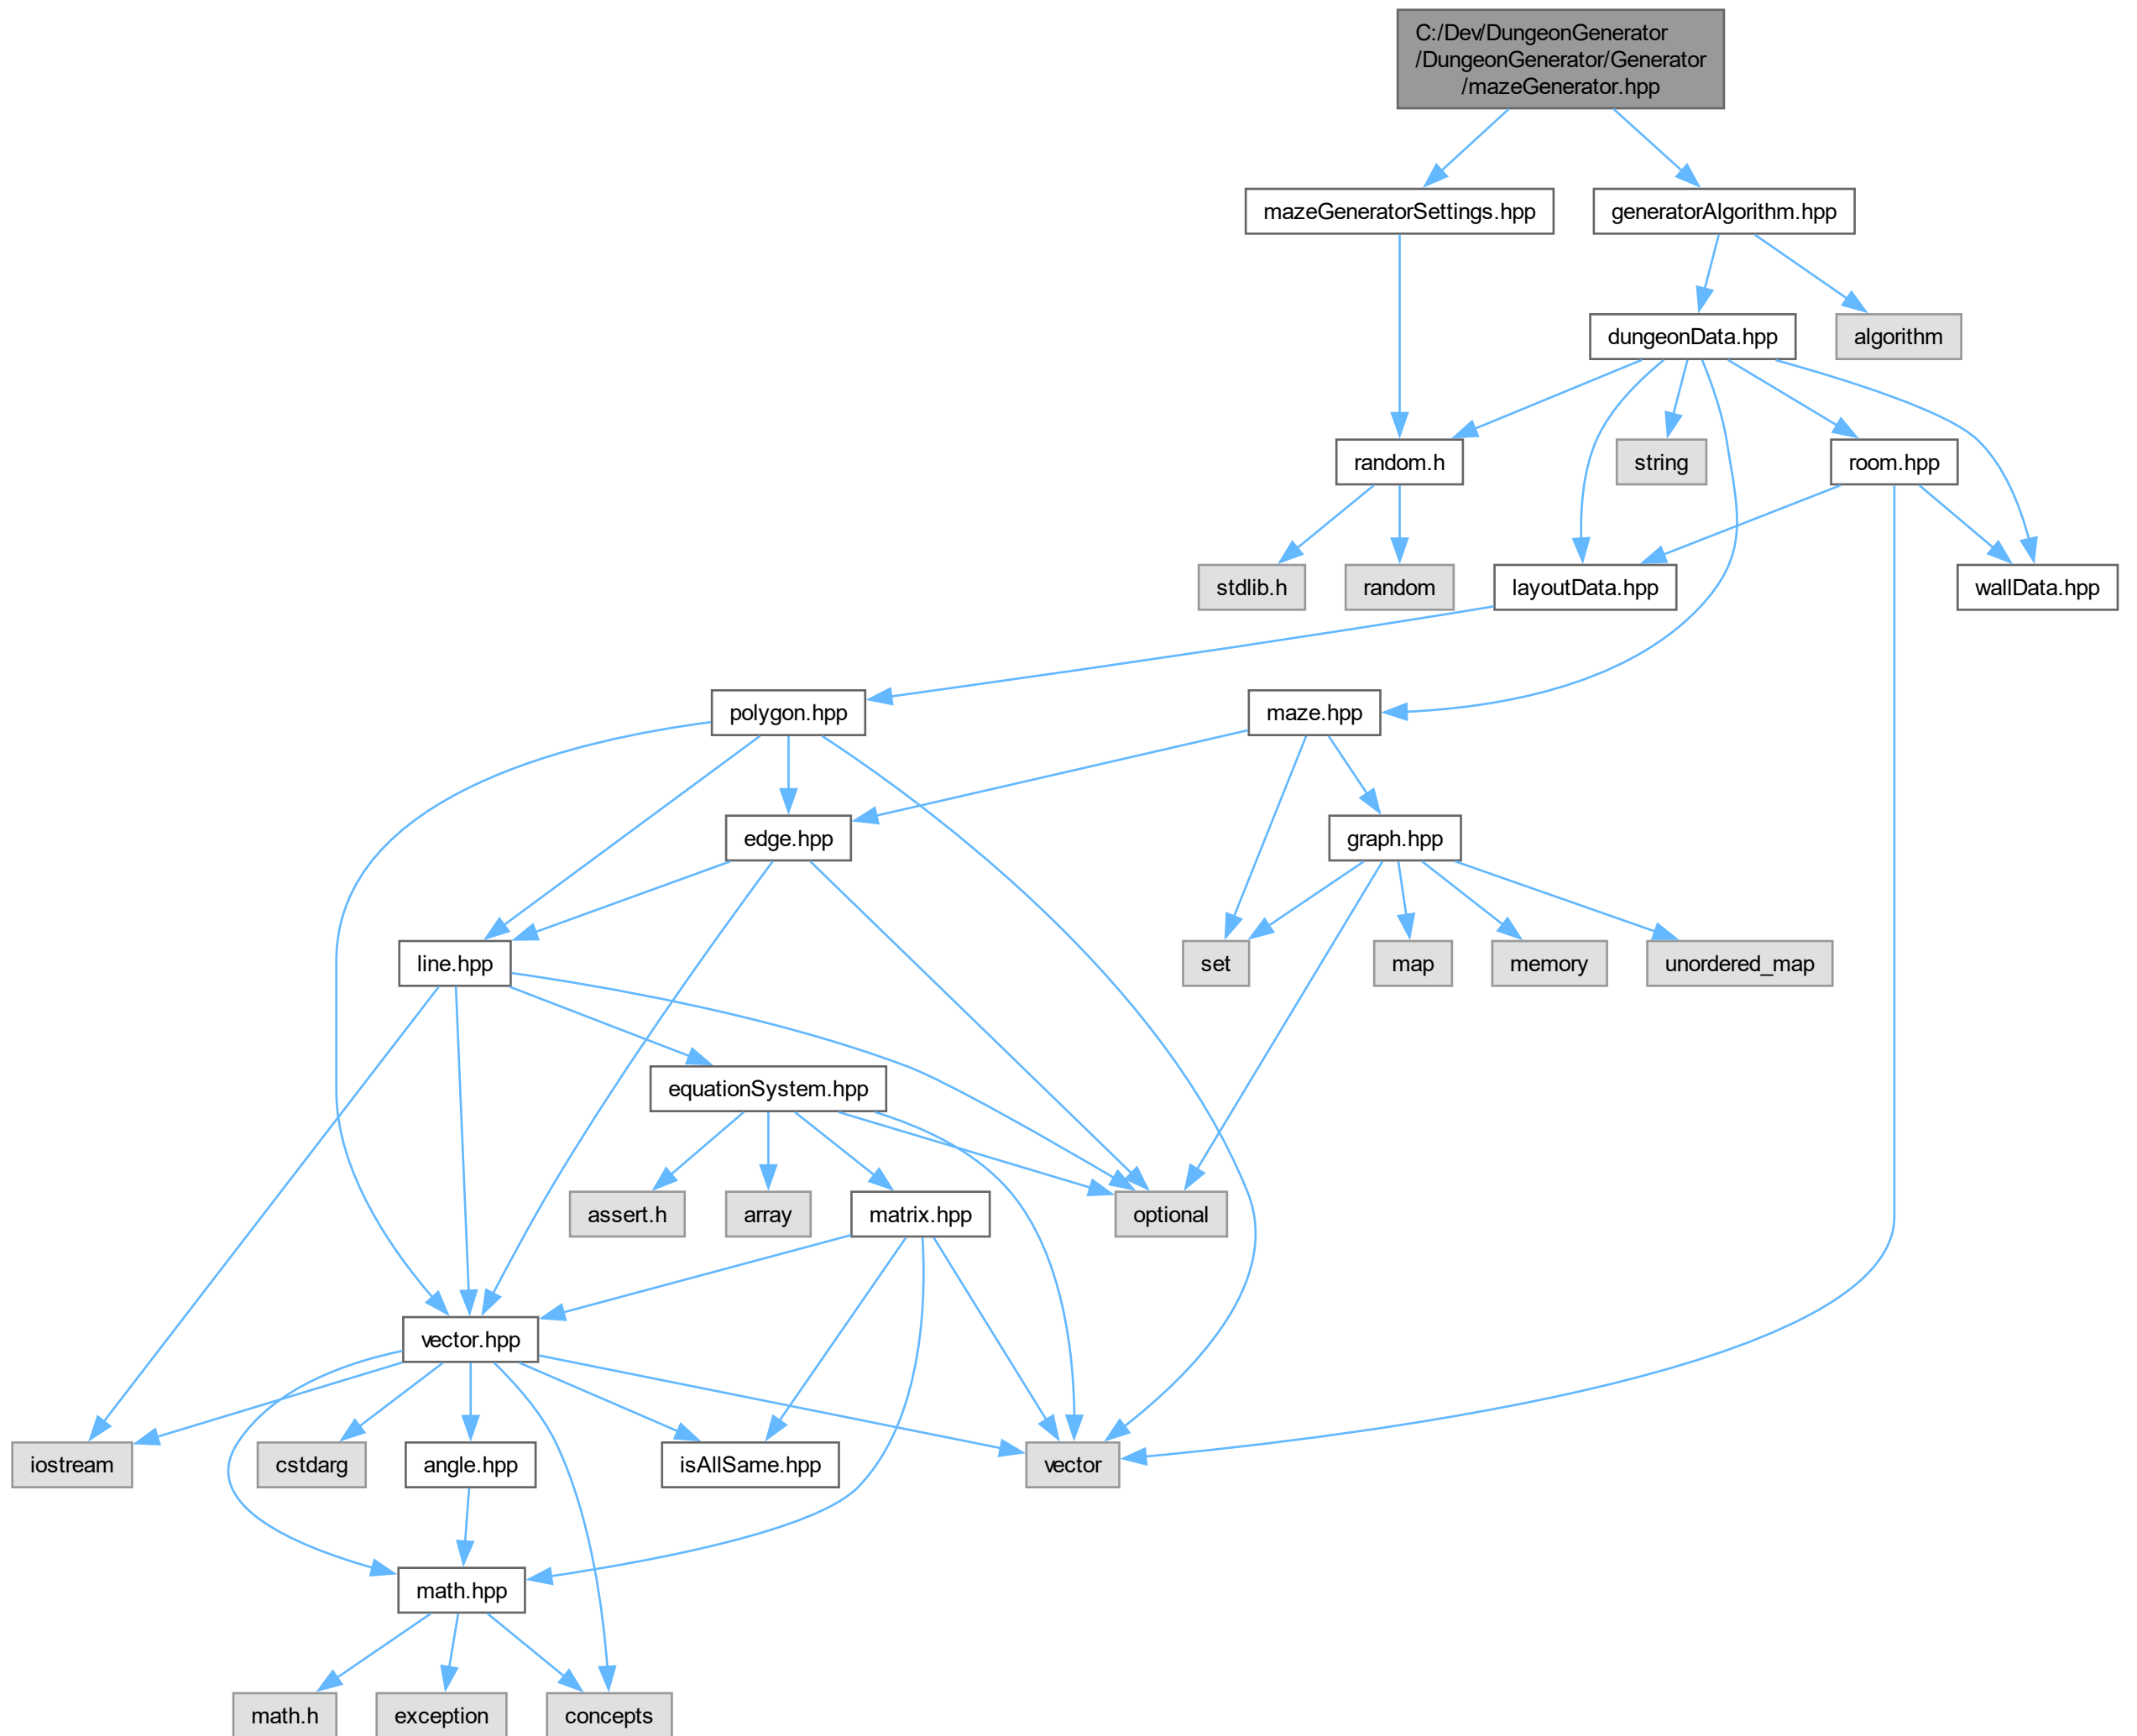 C:/Dev/DungeonGenerator
/DungeonGenerator/Generator
/mazeGenerator.hpp
mazeGeneratorSettings.hpp
generatorAlgorithm.hpp
dungeonData.hpp
algorithm
random.h
string
room.hpp
stdlib.h
random
layoutData.hpp
wallData.hpp
polygon.hpp
maze.hpp
edge.hpp
graph.hpp
line.hpp
set
map
memory
unordered_map
equationSystem.hpp
assert.h
array
matrix.hpp
optional
vector.hpp
iostream
cstdarg
angle.hpp
isAllSame.hpp
vector
math.hpp
math.h
exception
concepts